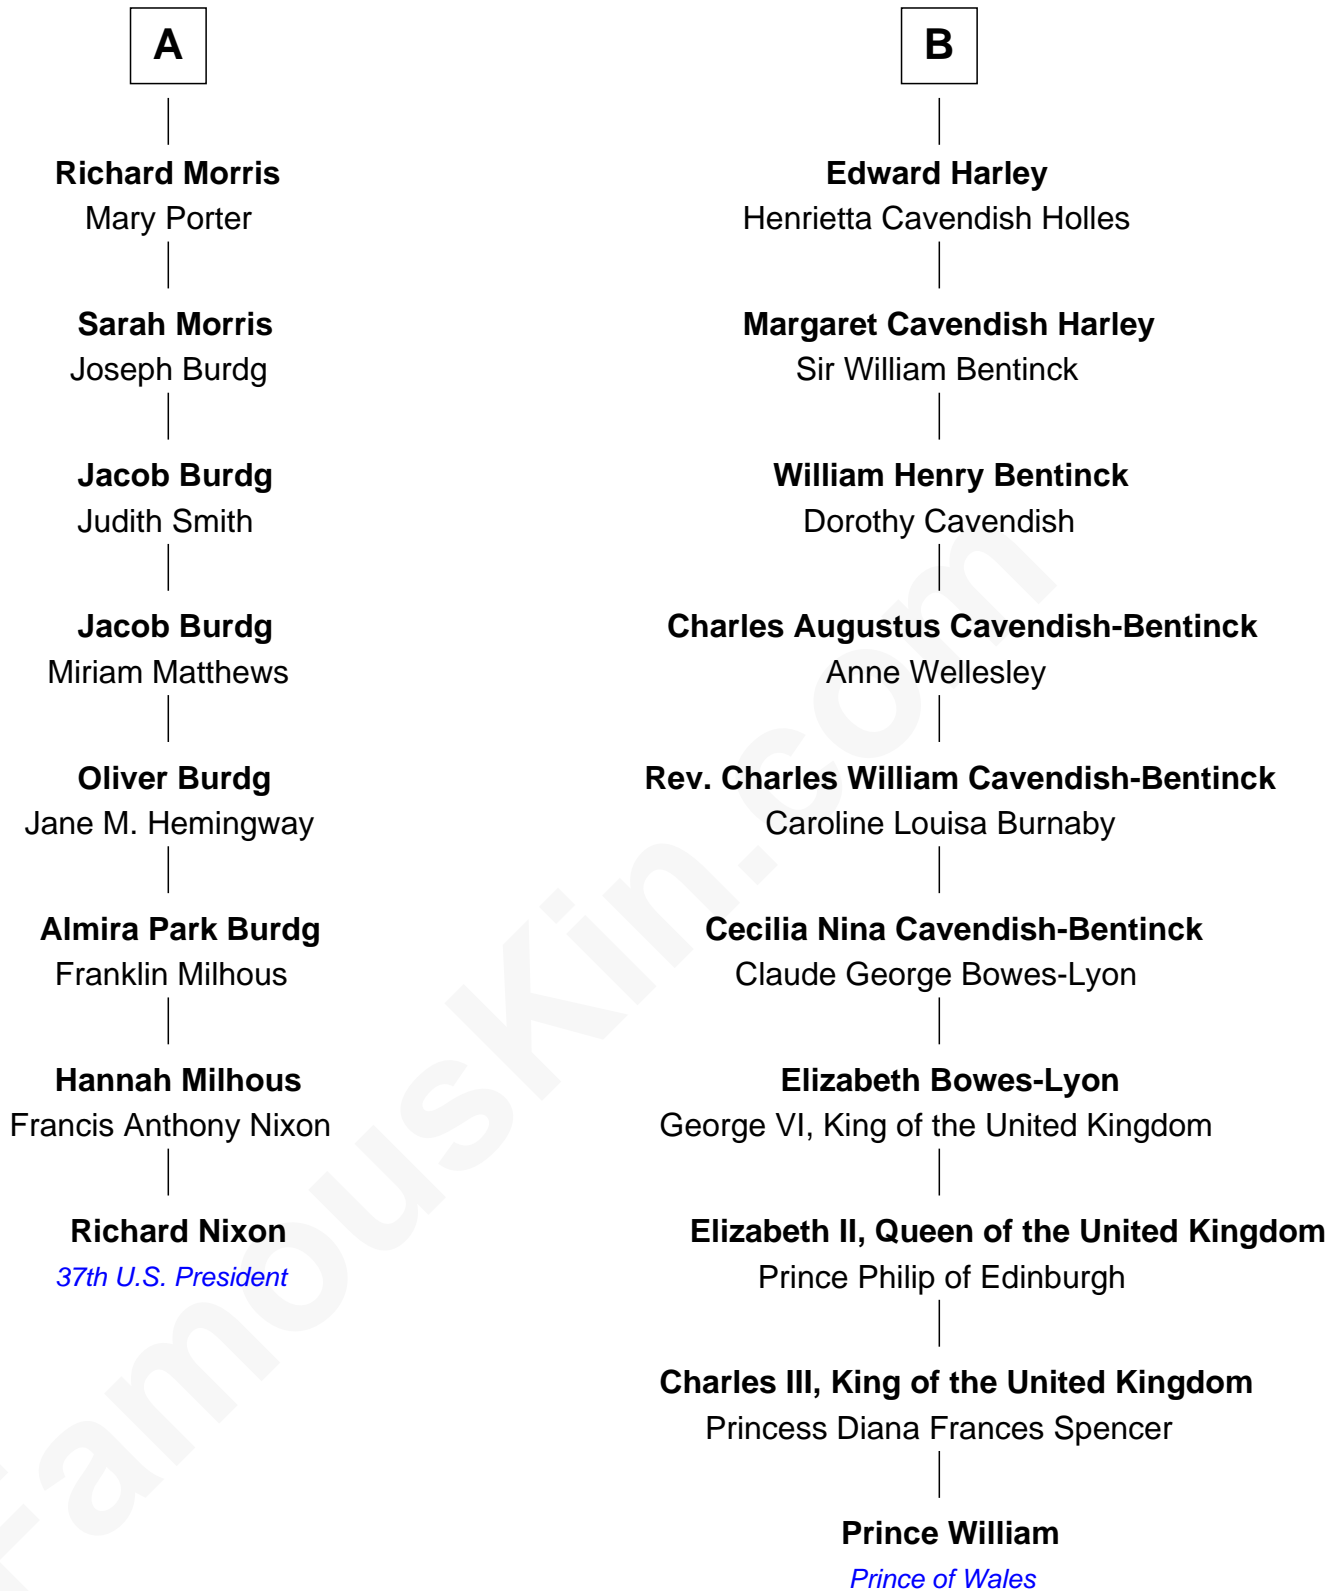 A
Richard Morris
Mary Porter
Sarah Morris
Joseph Burdg
Jacob Burdg
Judith Smith
Jacob Burdg
Miriam Matthews
Oliver Burdg
Jane M. Hemingway
Almira Park Burdg
Franklin Milhous
Hannah Milhous
Francis Anthony Nixon
Richard Nixon
37th U.S. President
B
Edward Harley
Henrietta Cavendish Holles
Margaret Cavendish Harley
Sir William Bentinck
William Henry Bentinck
Dorothy Cavendish
Charles Augustus Cavendish-Bentinck
Anne Wellesley
Rev. Charles William Cavendish-Bentinck
Caroline Louisa Burnaby
Cecilia Nina Cavendish-Bentinck
Claude George Bowes-Lyon
Elizabeth Bowes-Lyon
George VI, King of the United Kingdom
Elizabeth II, Queen of the United Kingdom
Prince Philip of Edinburgh
Charles III, King of the United Kingdom
Princess Diana Frances Spencer
Prince William
Prince of Wales
FamousKin.com